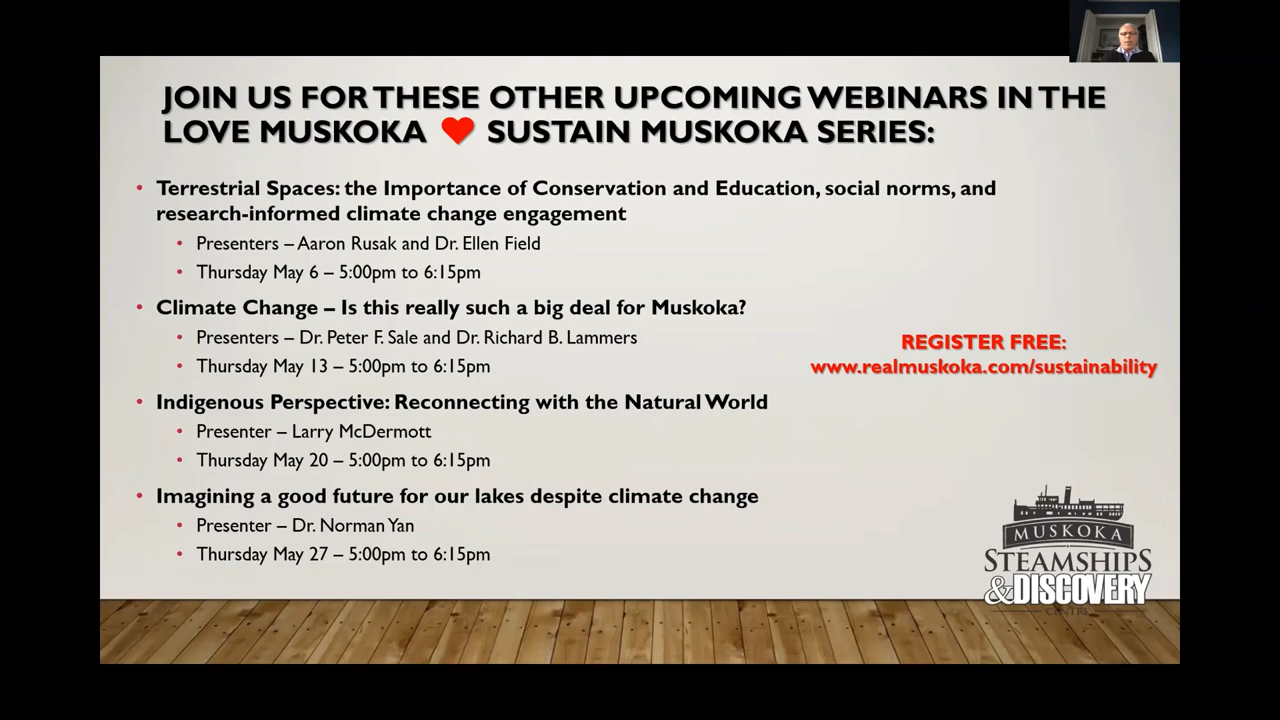 JOIN US FOR THESE OTHER UPCOMING WEBINARS IN THE
LOVE MUSKOKA ❤ SUSTAIN MUSKOKA SERIES:
• Terrestrial Spaces: the Importance of Conservation and Education, social norms, and
research-informed climate change engagement
• Presenters – Aaron Rusak and Dr. Ellen Field
• Thursday May 6 – 5:00pm to 6:15pm
• Climate Change – Is this really such a big deal for Muskoka?
• Presenters – Dr. Peter F. Sale and Dr. Richard B. Lammers
• Thursday May 13 – 5:00pm to 6:15pm
• Indigenous Perspective: Reconnecting with the Natural World
• Presenter – Larry McDermott
• Thursday May 20 – 5:00pm to 6:15pm
• Imagining a good future for our lakes despite climate change
• Presenter – Dr. Norman Yan
• Thursday May 27 – 5:00pm to 6:15pm
REGISTER FREE:
www.realmuskoka.com/sustainability
MUSKOKA
STEAMSHIPS
&DISCOVERY
CENTRE